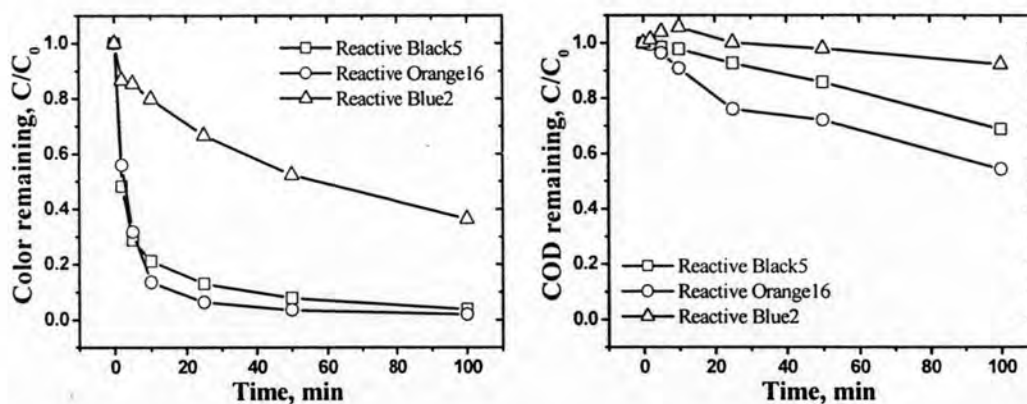 Color remaining, C/C0
1.0
0.8
0.6
0.4
0.2
0.0
Reactive Black5
Reactive Orange16
Reactive Blue2
0 20 40 60 80 100
Time, min
COD remaining, C/C0
1.0
0.8
0.6
0.4
0.2
0.0
Reactive Black5
Reactive Orange16
Reactive Blue2
0 20 40 60 80 100
Time, min